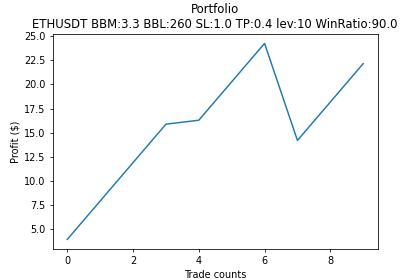 Portfolio
ETHUSDT BBM:3.3 BBL:260 SL:1.0 TP:0.4 lev:10 WinRatio:90.0
25.0
22.5
20.0
17.5
15.0
12.5
10.0
7.5
5.0
Profit ($)
0 2 4 6 8
Trade counts